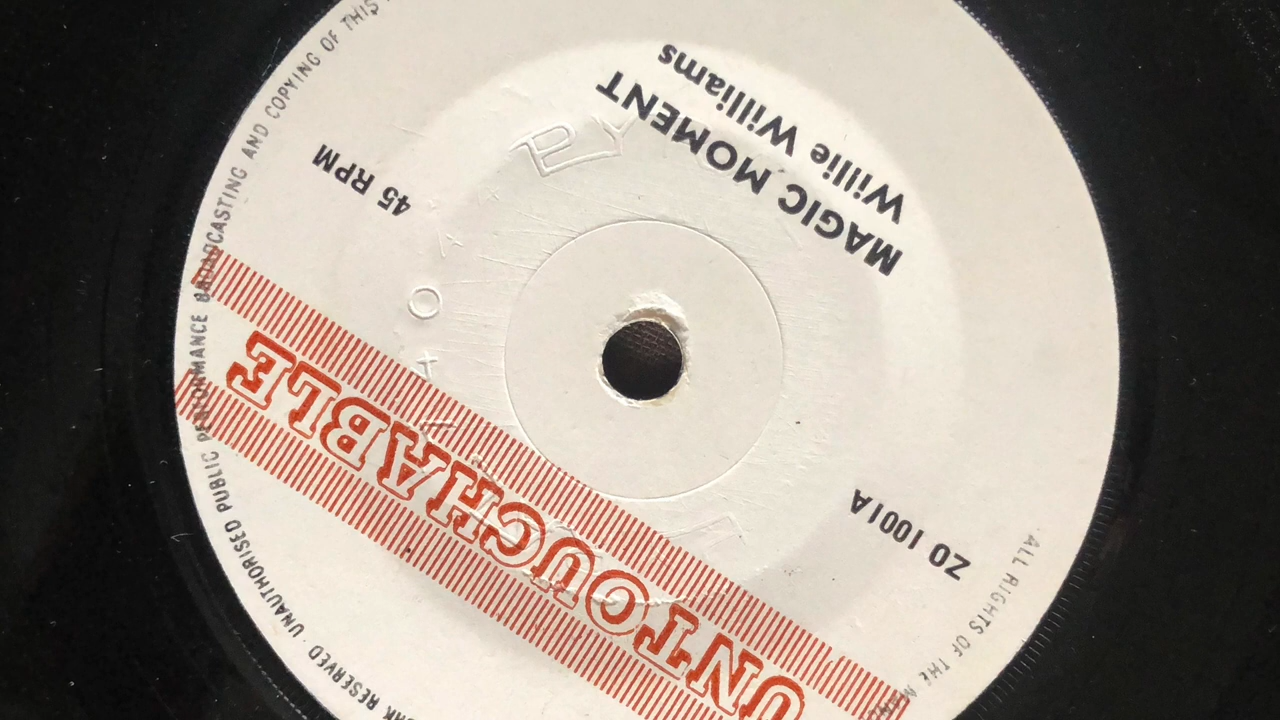 UNTOUCHABLE
ZO 1001A
45 RPM
MAGIC MOMENT
Willie Williams
ALL RIGHTS OF THE
RESERVED · UNAUTHORISED PUBLIC PERFORMANCE BROADCASTING AND COPYING OF THIS